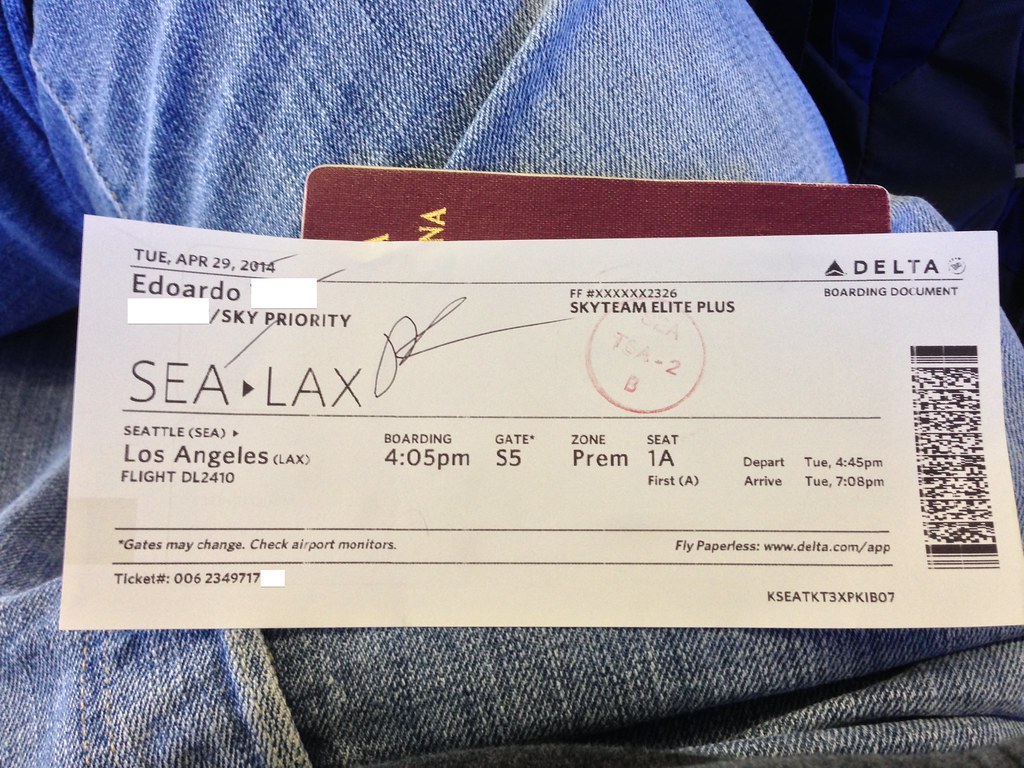 NA
TUE, APR 29, 2014
DELTA
Edoardo
BOARDING DOCUMENT
/SKY PRIORITY
FF #XXXXXX2326
SKYTEAM ELITE PLUS
SEA
TSA-2
B
SEA ▸ LAX
SEATTLE (SEA) ▸
Los Angeles (LAX)
FLIGHT DL2410
BOARDING
4:05pm
GATE*
S5
ZONE
Prem
SEAT
1A
First (A)
Depart Tue, 4:45pm
Arrive Tue, 7:08pm
*Gates may change. Check airport monitors.
Fly Paperless: www.delta.com/app
Ticket#: 006 2349717
KSEATKT3XPKIB07